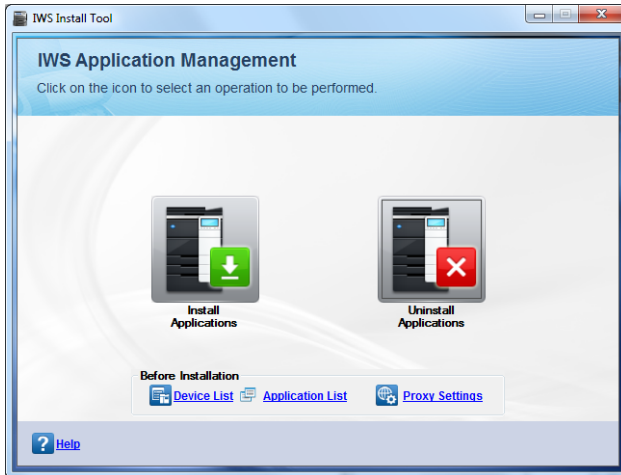 IWS Install Tool
IWS Application Management
Click on the icon to select an operation to be performed.
Install
Applications
Uninstall
Applications
Before Installation
Device List Application List Proxy Settings
? Help